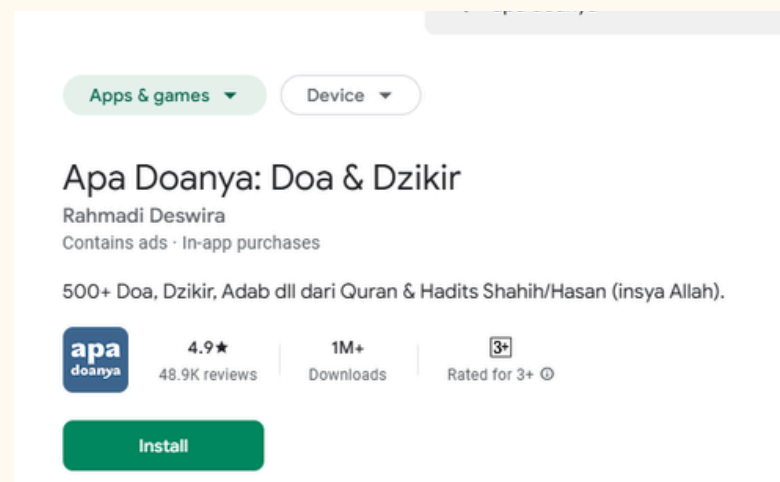 Apps & games
Device
Apa Doanya: Doa & Dzikir
Rahmadi Deswira
Contains ads · In-app purchases
500+ Doa, Dzikir, Adab dll dari Quran & Hadits Shahih/Hasan (insya Allah).
apa
doanya
4.9★
48.9K reviews
1M+
Downloads
3+
Rated for 3+
Install